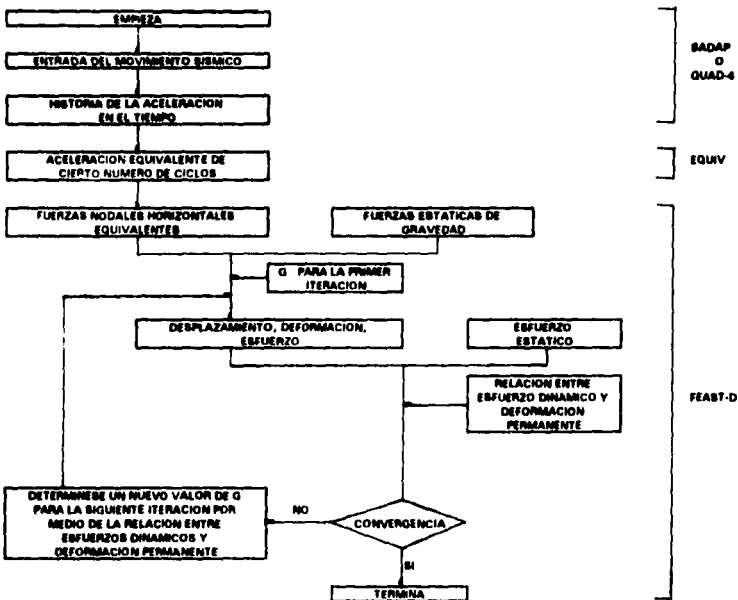 EMPIEZA
ENTRADA DEL MOVIMIENTO SISMICO
HISTORIA DE LA ACELERACION
EN EL TIEMPO
SADAP
O
QUAD-4
ACELERACION EQUIVALENTE DE
CIERTO NUMERO DE CICLOS
EQUIV
FUERZAS NODALES HORIZONTALES
EQUIVALENTES
FUERZAS ESTATICAS DE
GRAVEDAD
G PARA LA PRIMER
ITERACION
DESPLAZAMIENTO, DEFORMACION,
ESFUERZO
ESFUERZO
ESTATICO
RELACION ENTRE
ESFUERZO DINAMICO Y
DEFORMACION
PERMANENTE
FEAST-D
DETERMINESE UN NUEVO VALOR DE G
PARA LA SIGUIENTE ITERACION POR
MEDIO DE LA RELACION ENTRE
ESFUERZOS DINAMICOS Y
DEFORMACION PERMANENTE
NO
CONVERGENCIA
SI
TERMINA